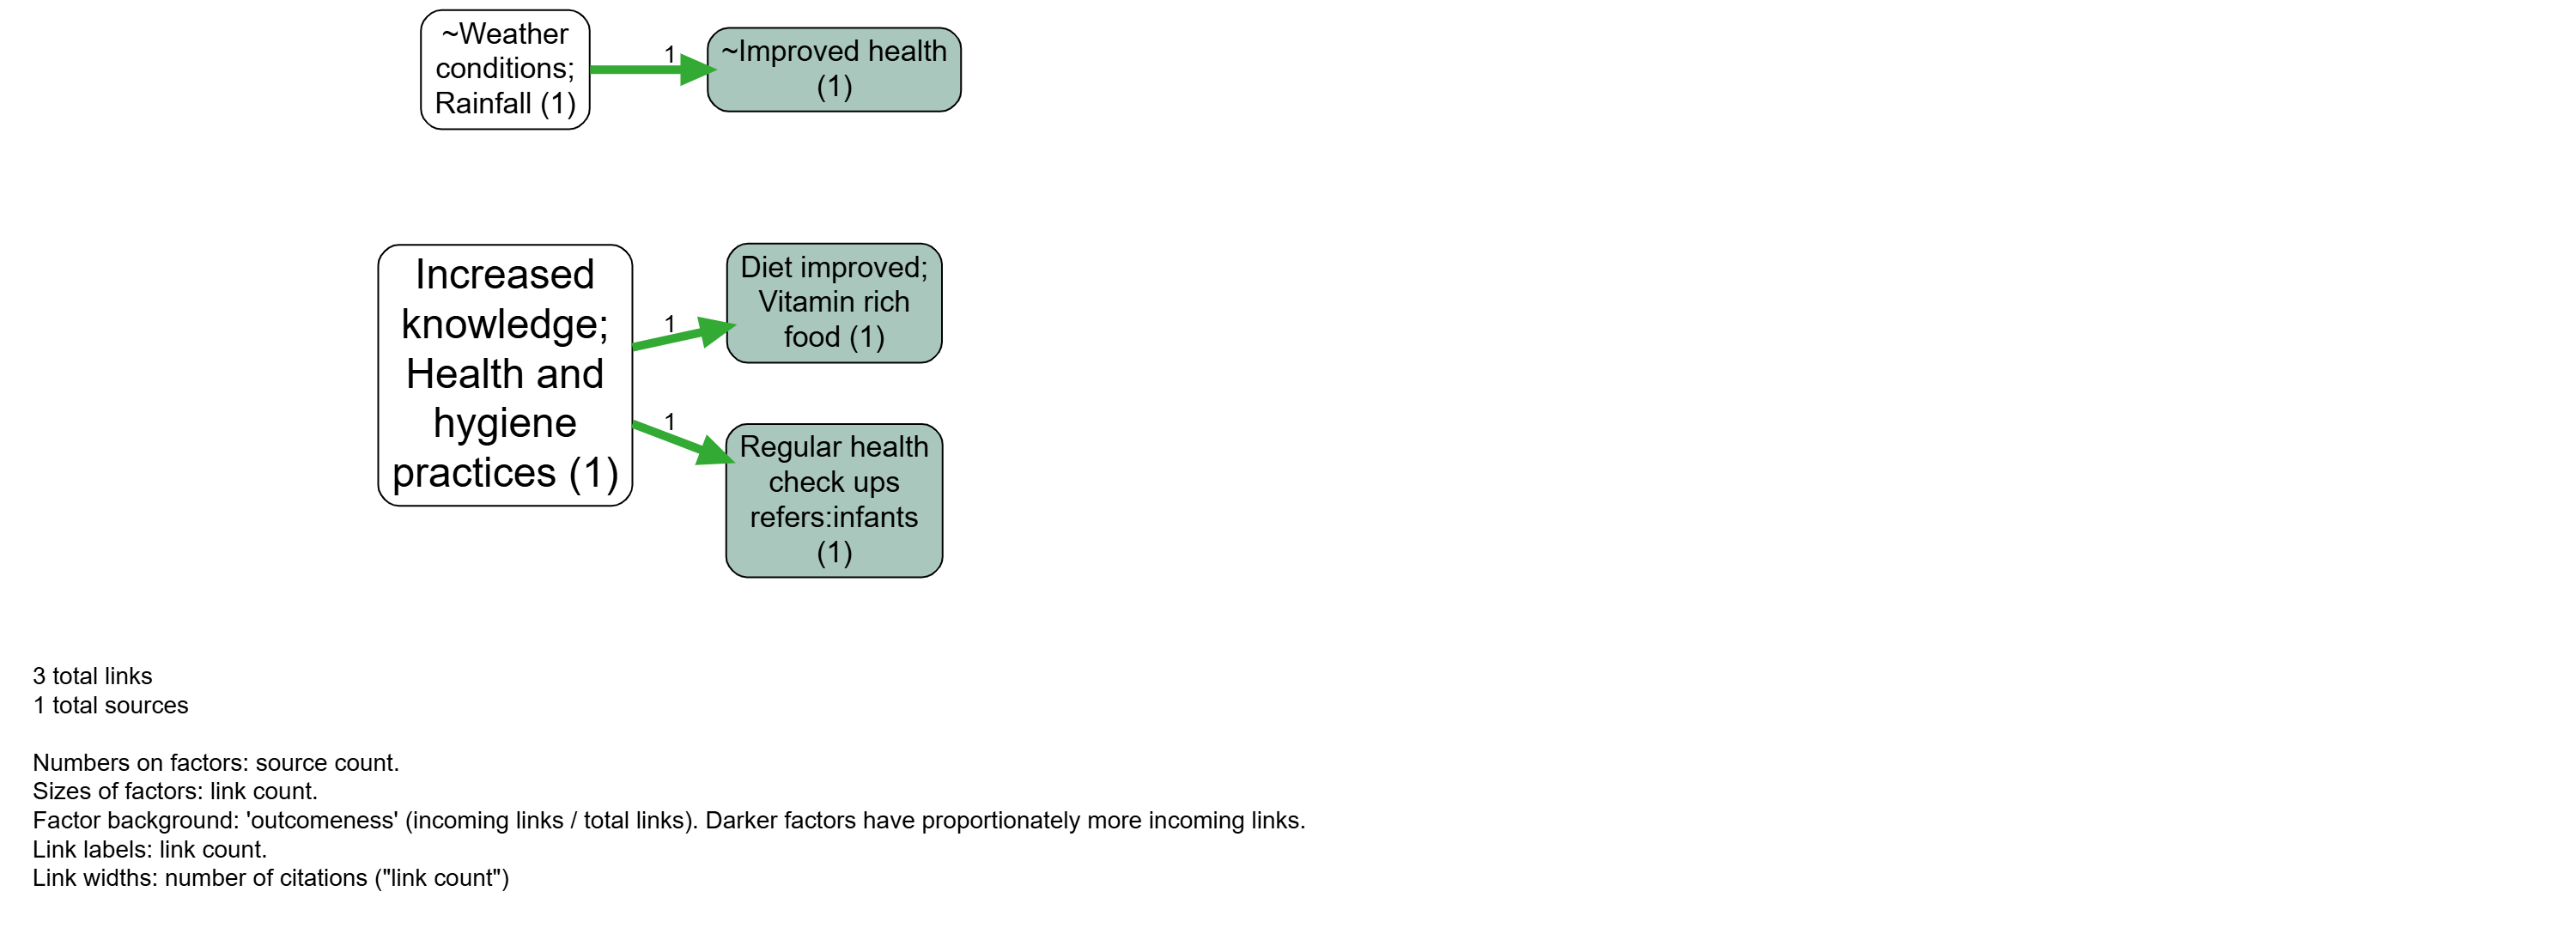 ~Weather
conditions;
Rainfall (1)
1
~Improved health
(1)
Increased
knowledge;
Health and
hygiene
practices (1)
1
Diet improved;
Vitamin rich
food (1)
1
Regular health
check ups
refers:infants
(1)
3 total links
1 total sources
Numbers on factors: source count.
Sizes of factors: link count.
Factor background: 'outcomeness' (incoming links / total links). Darker factors have proportionately more incoming links.
Link labels: link count.
Link widths: number of citations ("link count")